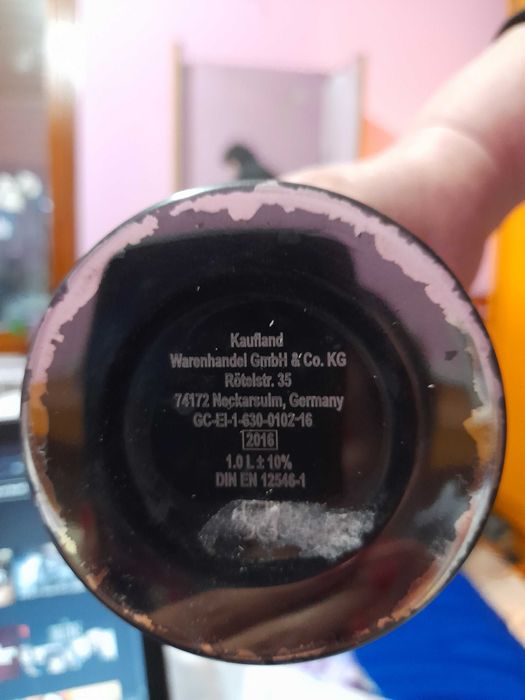 Kaufland
Warenhandel GmbH & Co. KG
Rötelstr. 35
74172 Neckarsulm, Germany
GC-EI-1-630-0102-16
2016
1.0 L ± 10%
DIN EN 12546-1